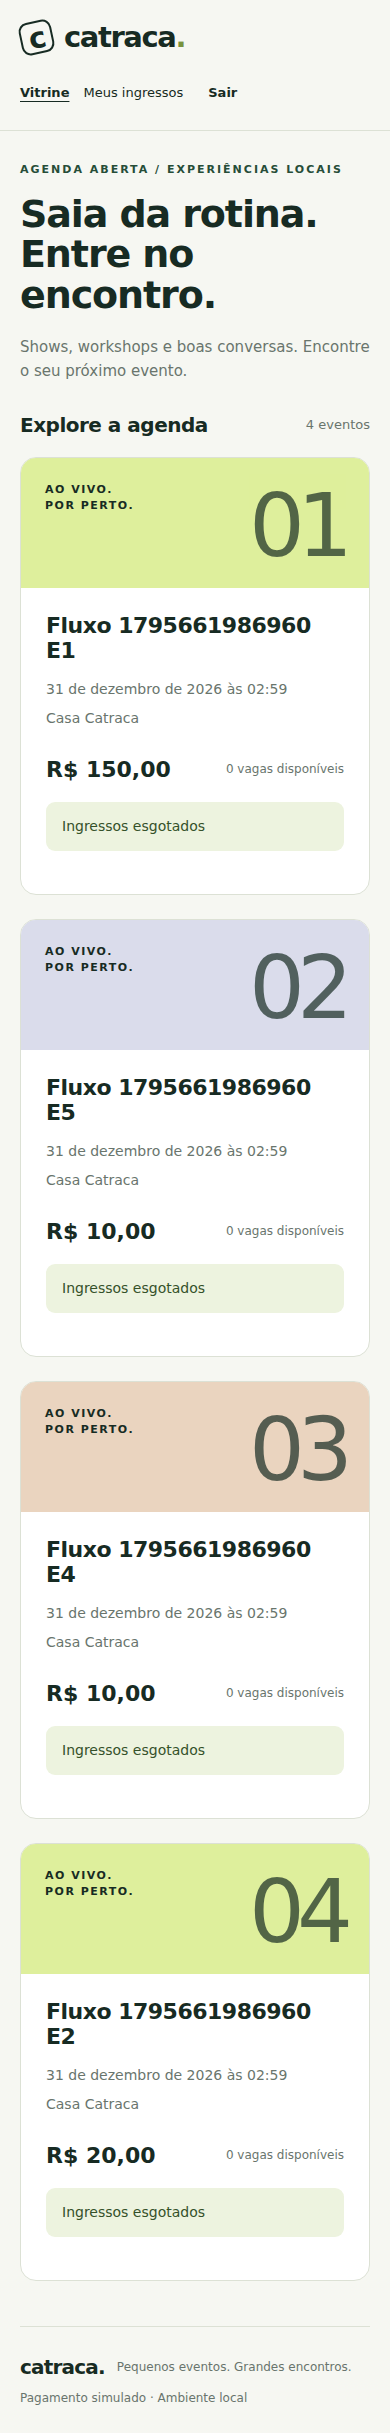 c catraca.
Vitrine Meus ingressos Sair
AGENDA ABERTA / EXPERIÊNCIAS LOCAIS
Saia da rotina.
Entre no
encontro.
Shows, workshops e boas conversas. Encontre
o seu próximo evento.
Explore a agenda 4 eventos
AO VIVO.
POR PERTO.
01
Fluxo 1795661986960
E1
31 de dezembro de 2026 às 02:59
Casa Catraca
R$ 150,00 0 vagas disponíveis
Ingressos esgotados
AO VIVO.
POR PERTO.
02
Fluxo 1795661986960
E5
31 de dezembro de 2026 às 02:59
Casa Catraca
R$ 10,00 0 vagas disponíveis
Ingressos esgotados
AO VIVO.
POR PERTO.
03
Fluxo 1795661986960
E4
31 de dezembro de 2026 às 02:59
Casa Catraca
R$ 10,00 0 vagas disponíveis
Ingressos esgotados
AO VIVO.
POR PERTO.
04
Fluxo 1795661986960
E2
31 de dezembro de 2026 às 02:59
Casa Catraca
R$ 20,00 0 vagas disponíveis
Ingressos esgotados
catraca. Pequenos eventos. Grandes encontros.
Pagamento simulado · Ambiente local